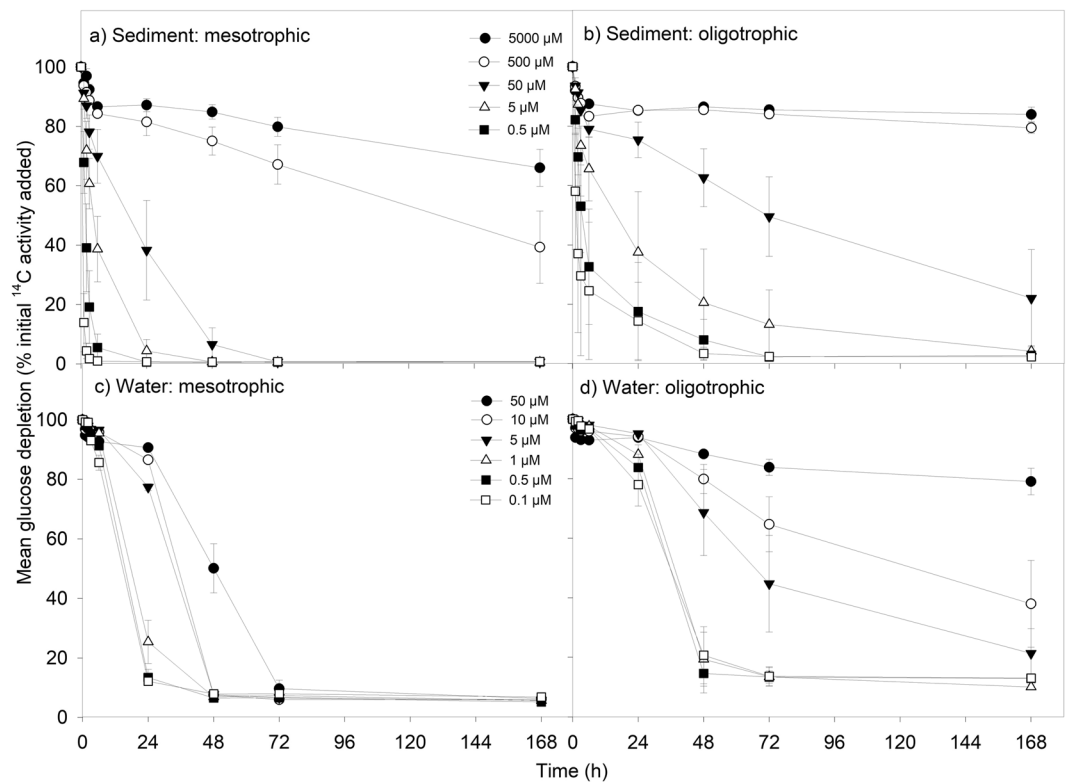 a) Sediment: mesotrophic
5000 µM
500 µM
50 µM
5 µM
0.5 µM
b) Sediment: oligotrophic
100
80
60
40
20
0
c) Water: mesotrophic
50 µM
10 µM
5 µM
1 µM
0.5 µM
0.1 µM
d) Water: oligotrophic
100
80
60
40
20
0
0 24 48 72 96 120 144 168
0 24 48 72 96 120 144 168
Time (h)
Mean glucose depletion (% initial ¹⁴C activity added)